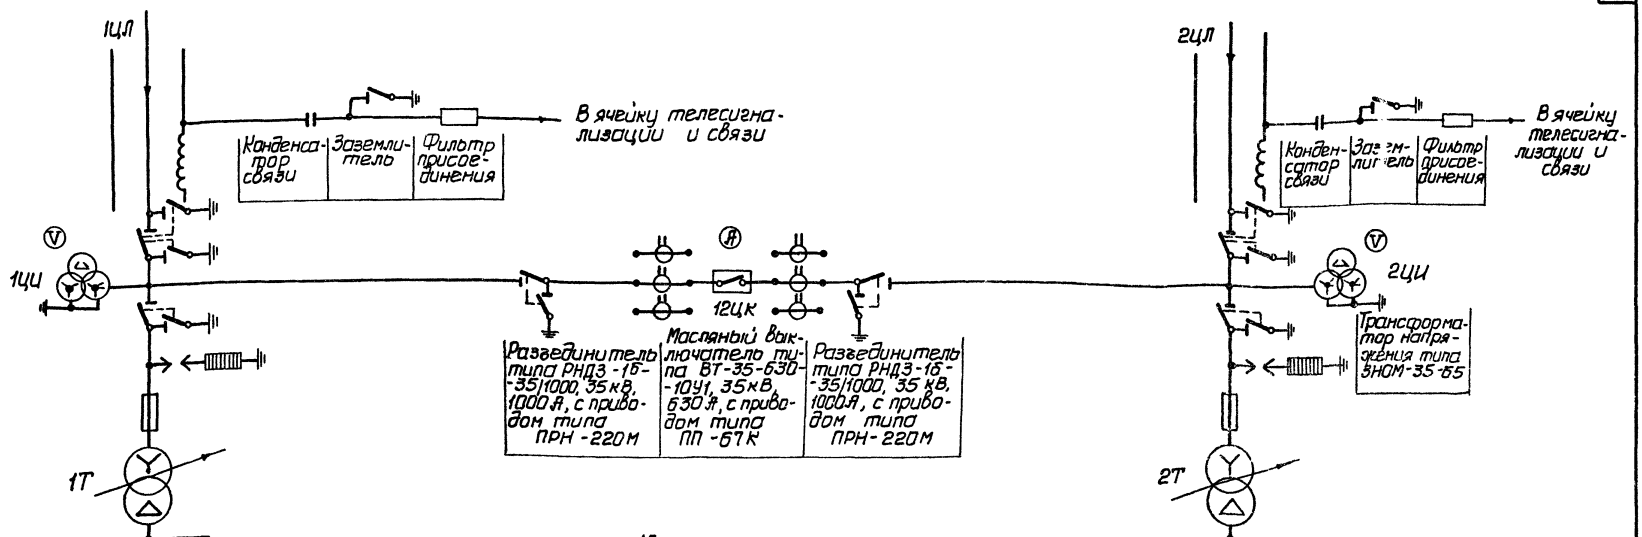 1ЦЛ
2ЦЛ
В ячейку телесигна-
лизации и связи
Конденса-
тор
связи
Заземли-
тель
Фильтр
присое-
динения
В ячейку
телесигна-
лизации и
связи
Конден-
сатор
связи
Зазем-
литель
Фильтр
присое-
динения
V
1ЦИ
А
12ЦК
V
2ЦИ
Разъединитель
типа РНДЗ-1б-
-35/1000, 35 кВ,
1000 А, с приво-
дом типа
ПРН-220М
Масляный вык-
лючатель ти-
па ВТ-35-630-
-10У1, 35 кВ,
630 А, с приво-
дом типа
ПП-67К
Разъединитель
типа РНДЗ-1б-
-35/1000, 35 кВ,
1000А, с приво-
дом типа
ПРН-220М
Трансформа-
тор напря-
жения типа
ЗНОМ-35-65
1Т
2Т